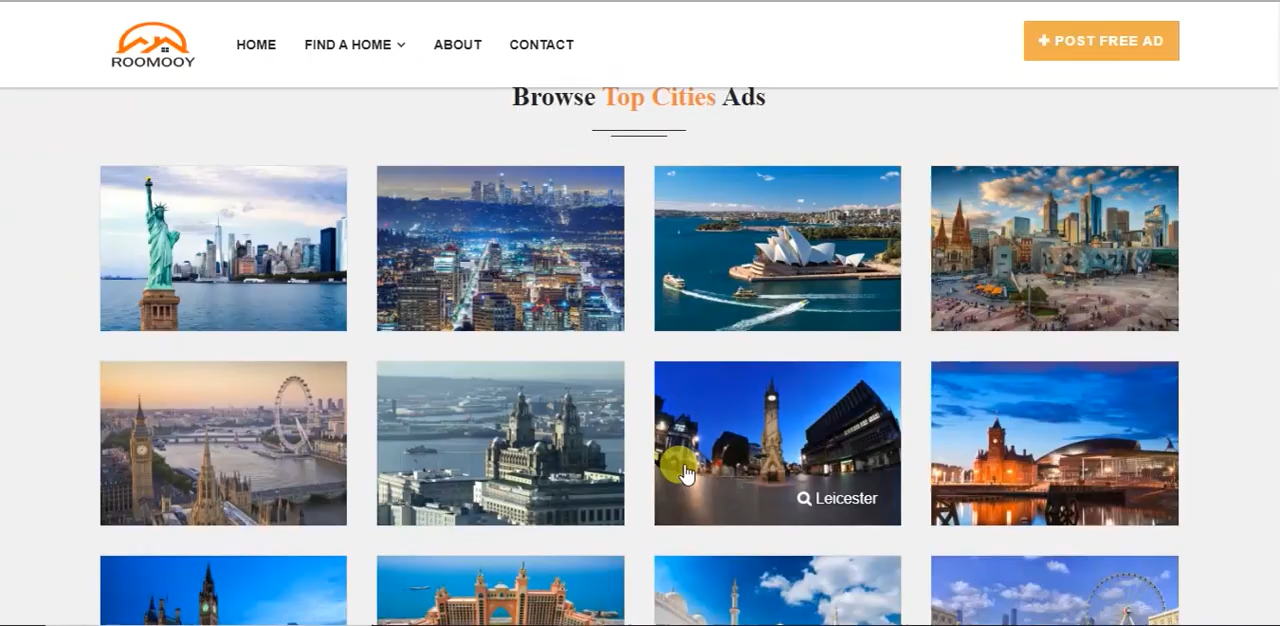 ROOMOOY
HOME
FIND A HOME
ABOUT
CONTACT
POST FREE AD
Browse Top Cities Ads
Leicester